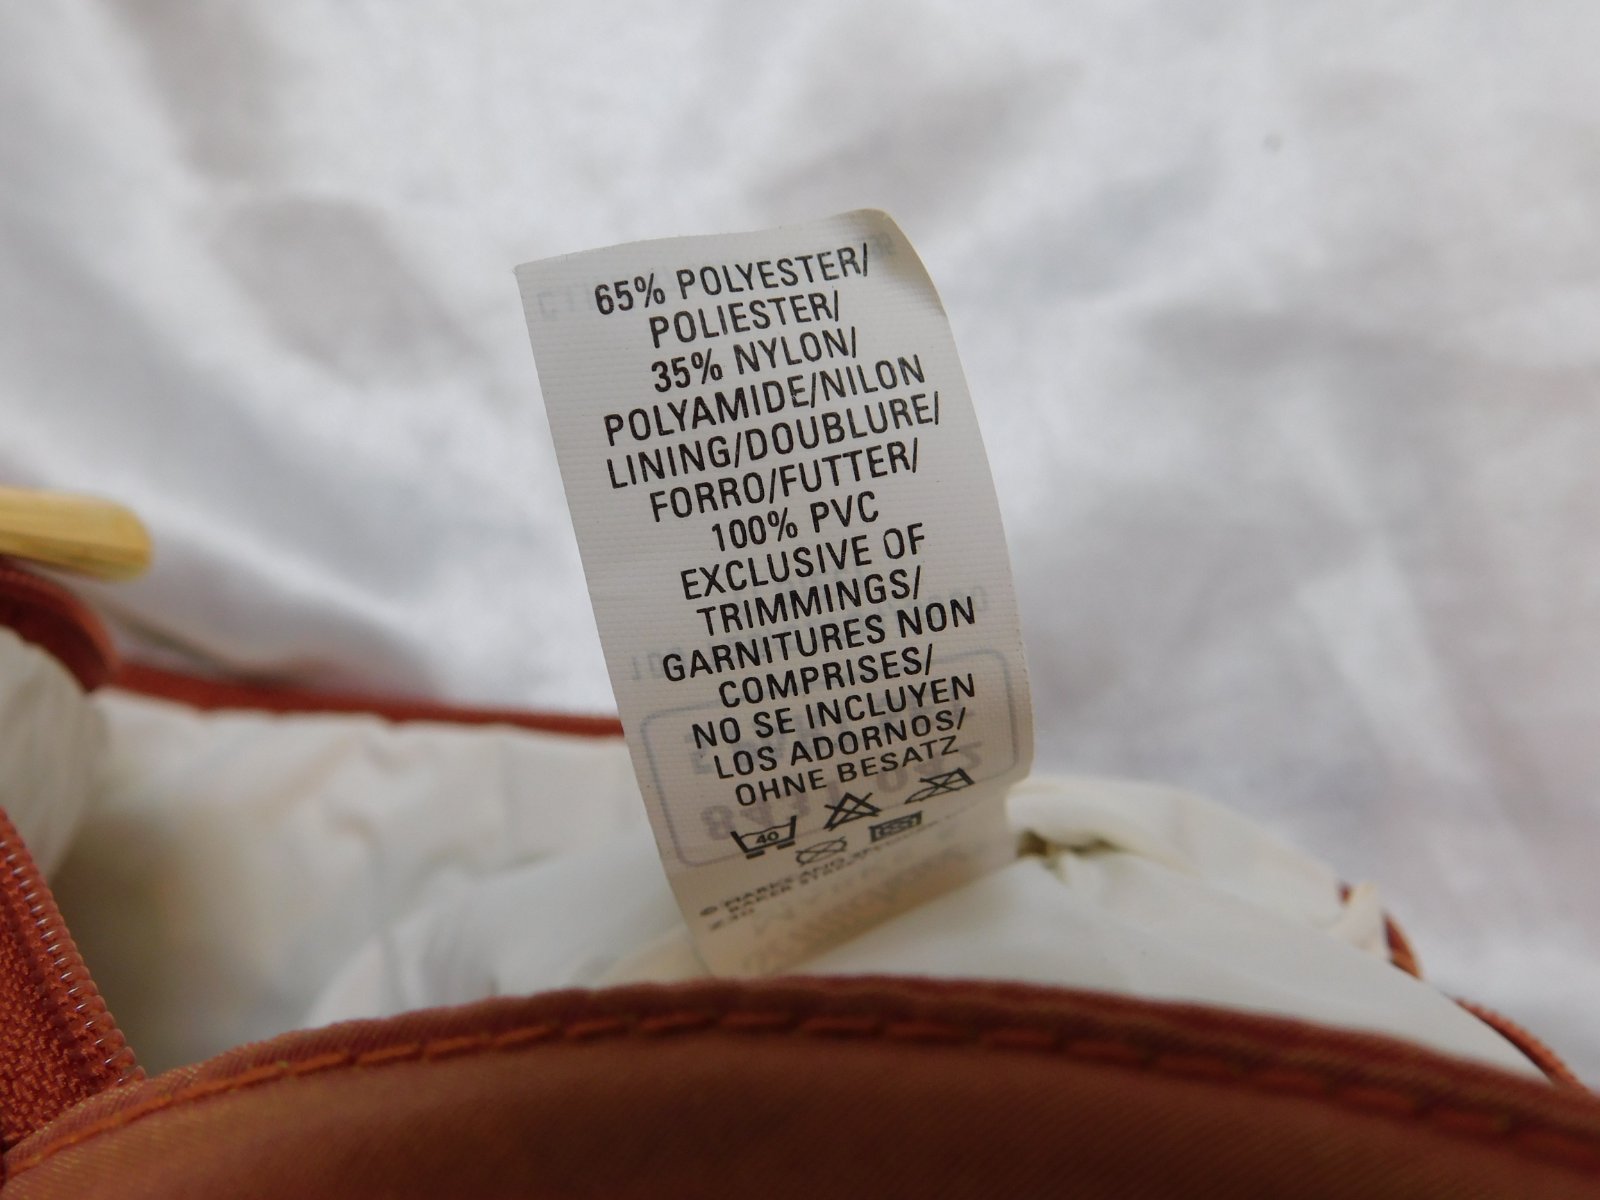 65% POLYESTER/
POLIESTER/
35% NYLON/
POLYAMIDE/NILON
LINING/DOUBLURE/
FORRO/FUTTER/
100% PVC
EXCLUSIVE OF
TRIMMINGS/
GARNITURES NON
COMPRISES/
NO SE INCLUYEN
LOS ADORNOS/
OHNE BESATZ
40